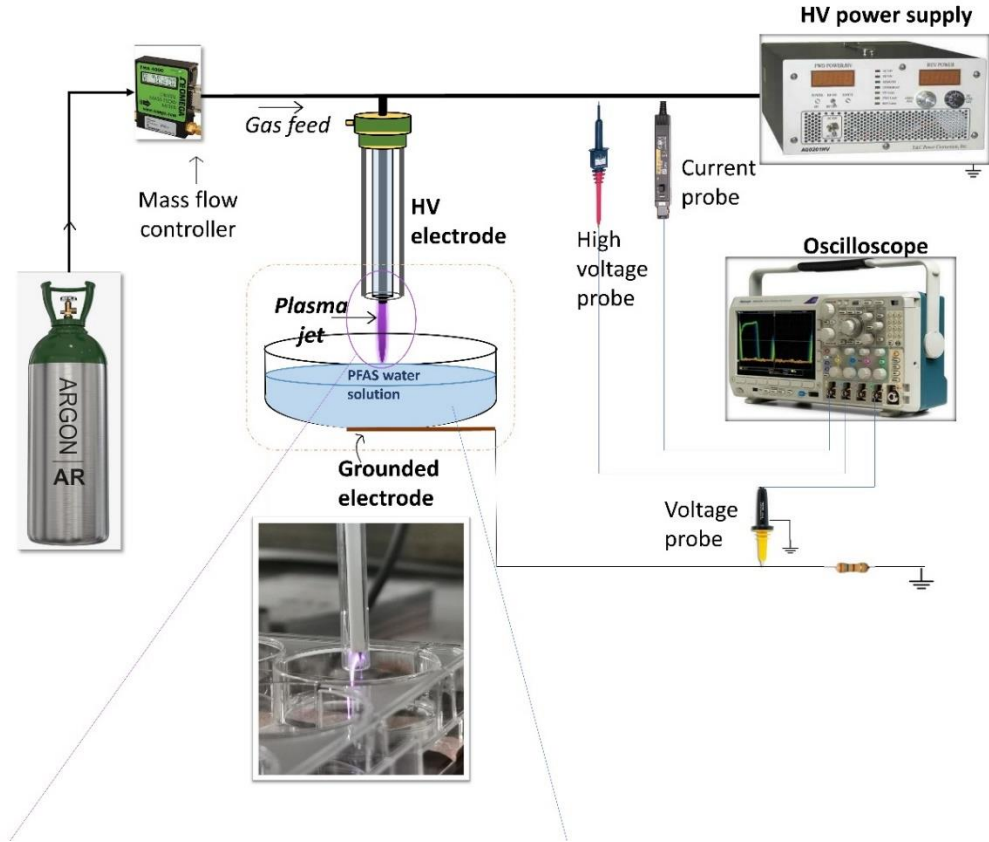 HV power supply
OMEGA
Gas feed
Mass flow
controller
HV
electrode
Current
probe
High
voltage
probe
Oscilloscope
Plasma
jet
PFAS water
solution
ARGON
AR
Grounded
electrode
Voltage
probe